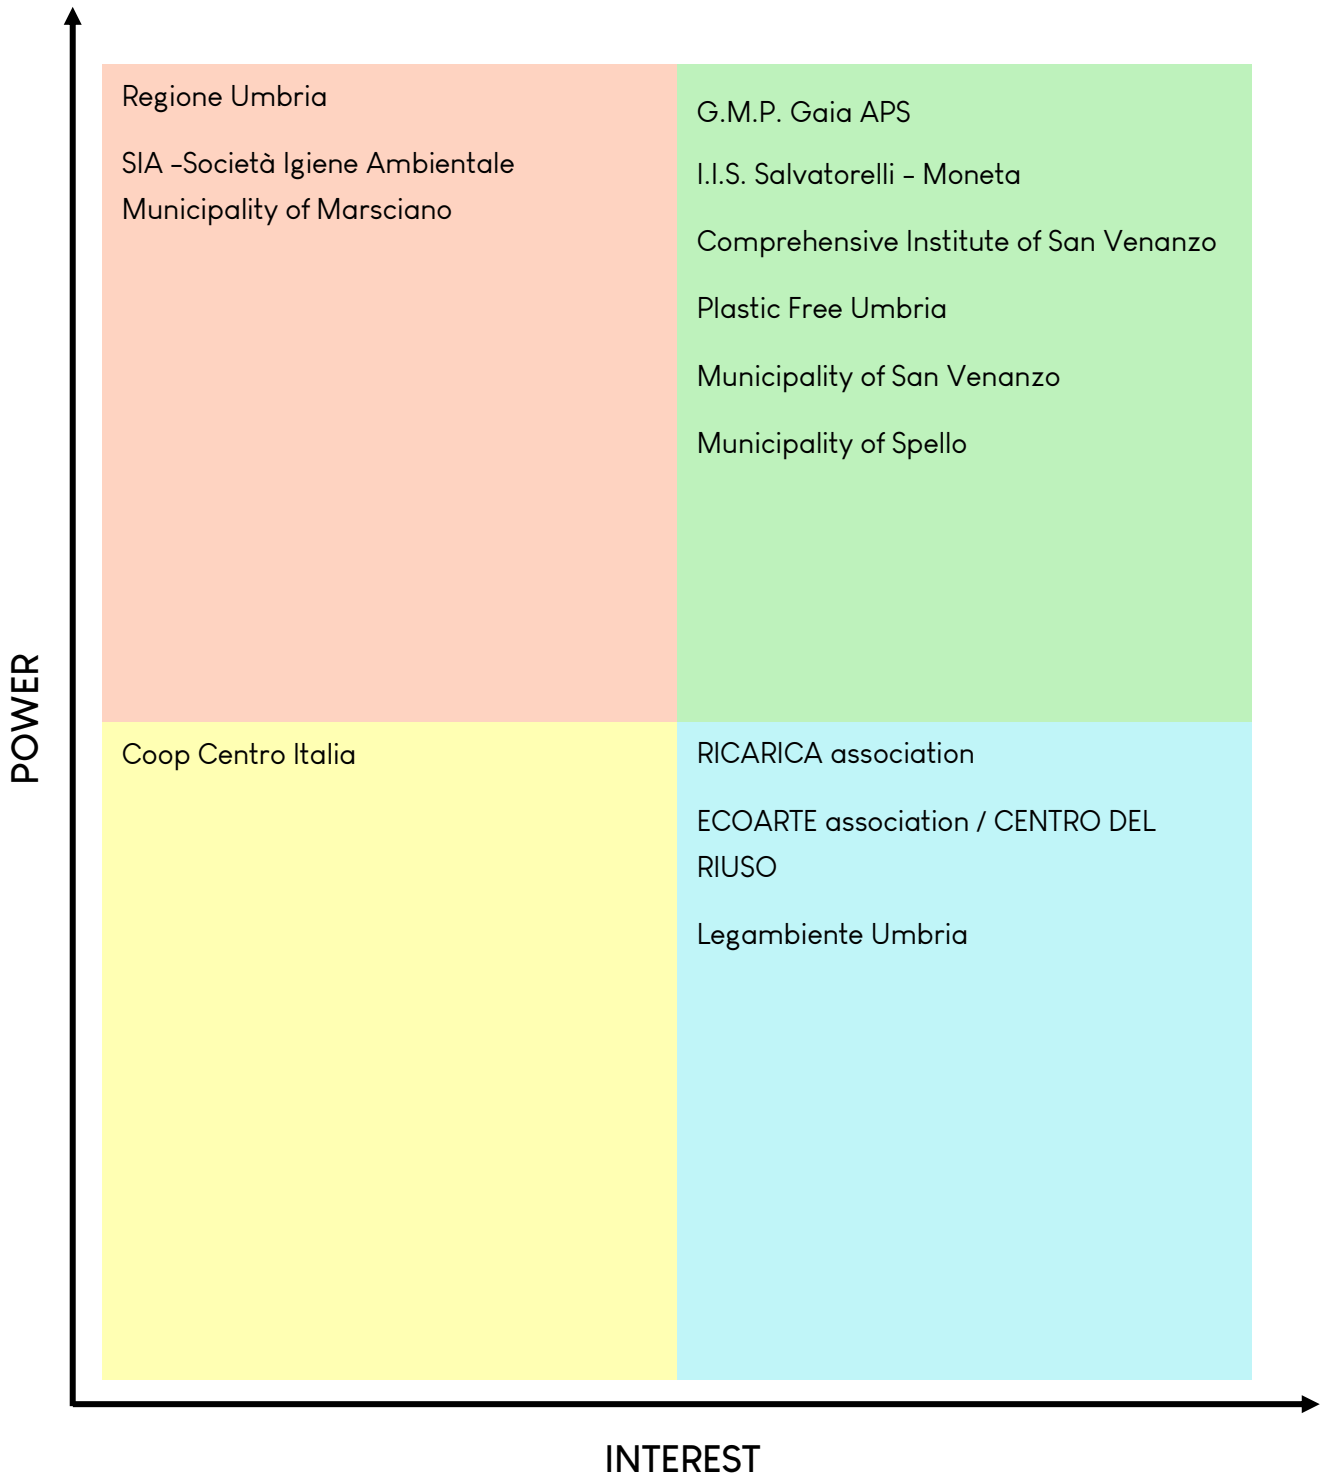 Regione Umbria
SIA -Società Igiene Ambientale
Municipality of Marsciano
G.M.P. Gaia APS
I.I.S. Salvatorelli - Moneta
Comprehensive Institute of San Venanzo
Plastic Free Umbria
Municipality of San Venanzo
Municipality of Spello
POWER
Coop Centro Italia
RICARICA association
ECOARTE association / CENTRO DEL
RIUSO
Legambiente Umbria
INTEREST